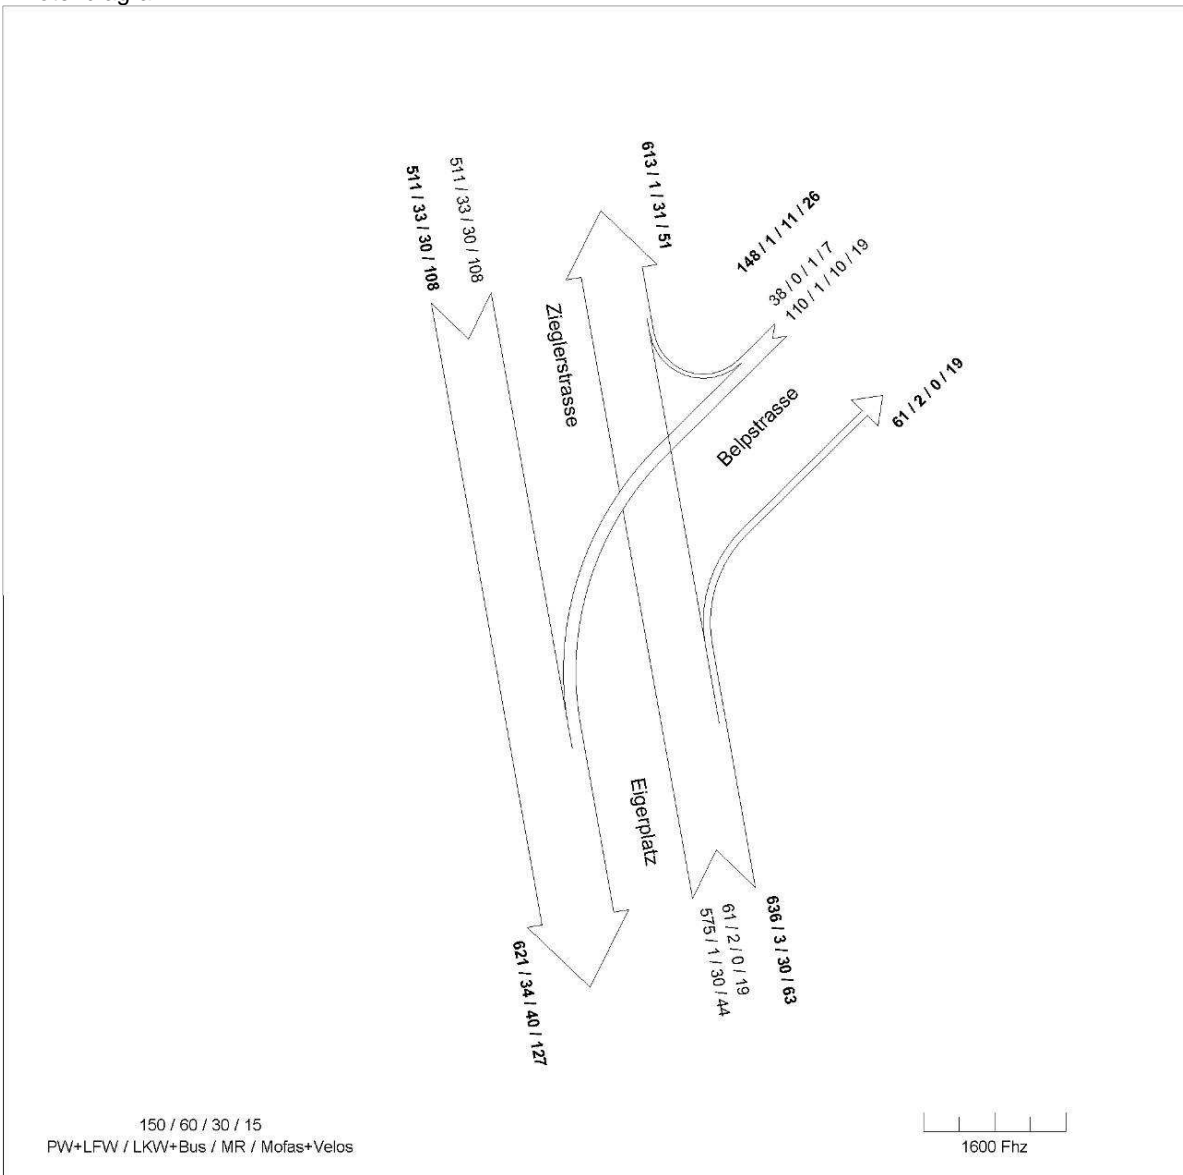 511 / 33 / 30 / 108
511 / 33 / 30 / 108
613 / 1 / 31 / 51
148 / 1 / 11 / 26
38 / 0 / 1 / 7
110 / 1 / 10 / 19
Zieglerstrasse
Belpstrasse
61 / 2 / 0 / 19
Eigerplatz
636 / 3 / 30 / 63
61 / 2 / 0 / 19
575 / 1 / 30 / 44
621 / 34 / 40 / 127
150 / 60 / 30 / 15
PW+LFW / LKW+Bus / MR / Mofas+Velos
1600 Fhz